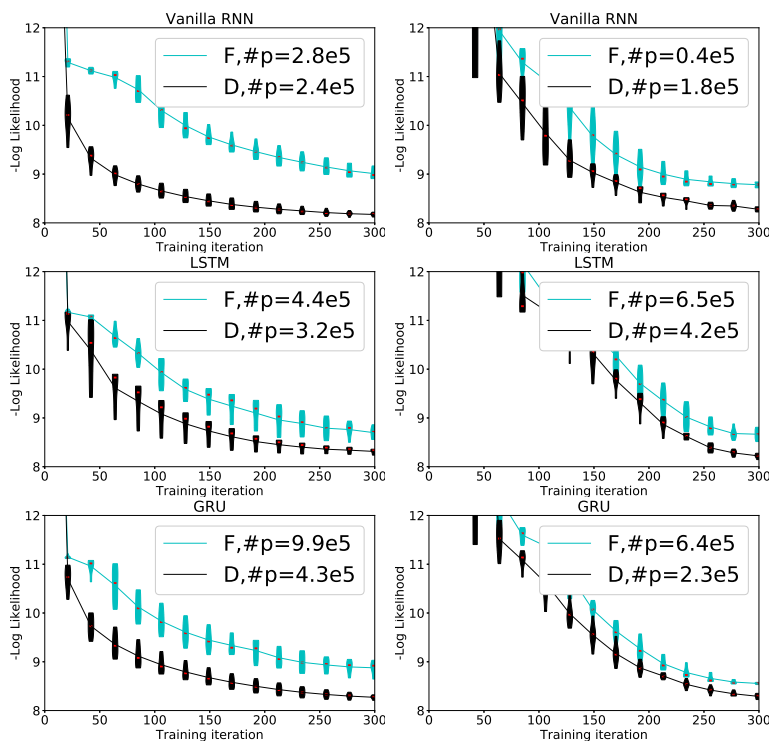 Vanilla RNN
12
11
10
9
8
-Log Likelihood
F,#p=2.8e5
D,#p=2.4e5
0 50 100 150 200 250 300
Training iteration
Vanilla RNN
12
11
10
9
8
-Log Likelihood
F,#p=0.4e5
D,#p=1.8e5
0 50 100 150 200 250 300
Training iteration
LSTM
12
11
10
9
8
-Log Likelihood
F,#p=4.4e5
D,#p=3.2e5
0 50 100 150 200 250 300
Training iteration
LSTM
12
11
10
9
8
-Log Likelihood
F,#p=6.5e5
D,#p=4.2e5
0 50 100 150 200 250 300
Training iteration
GRU
12
11
10
9
8
-Log Likelihood
F,#p=9.9e5
D,#p=4.3e5
0 50 100 150 200 250 300
Training iteration
GRU
12
11
10
9
8
-Log Likelihood
F,#p=6.4e5
D,#p=2.3e5
0 50 100 150 200 250 300
Training iteration